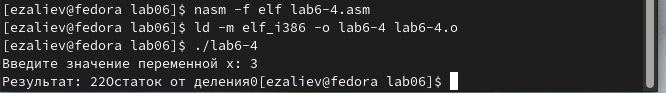 [ezaliev@fedora lab06]$ nasm -f elf lab6-4.asm
[ezaliev@fedora lab06]$ ld -m elf_i386 -o lab6-4 lab6-4.o
[ezaliev@fedora lab06]$ ./lab6-4
Введите значение переменной x: 3
Результат: 22Остаток от деления0[ezaliev@fedora lab06]$